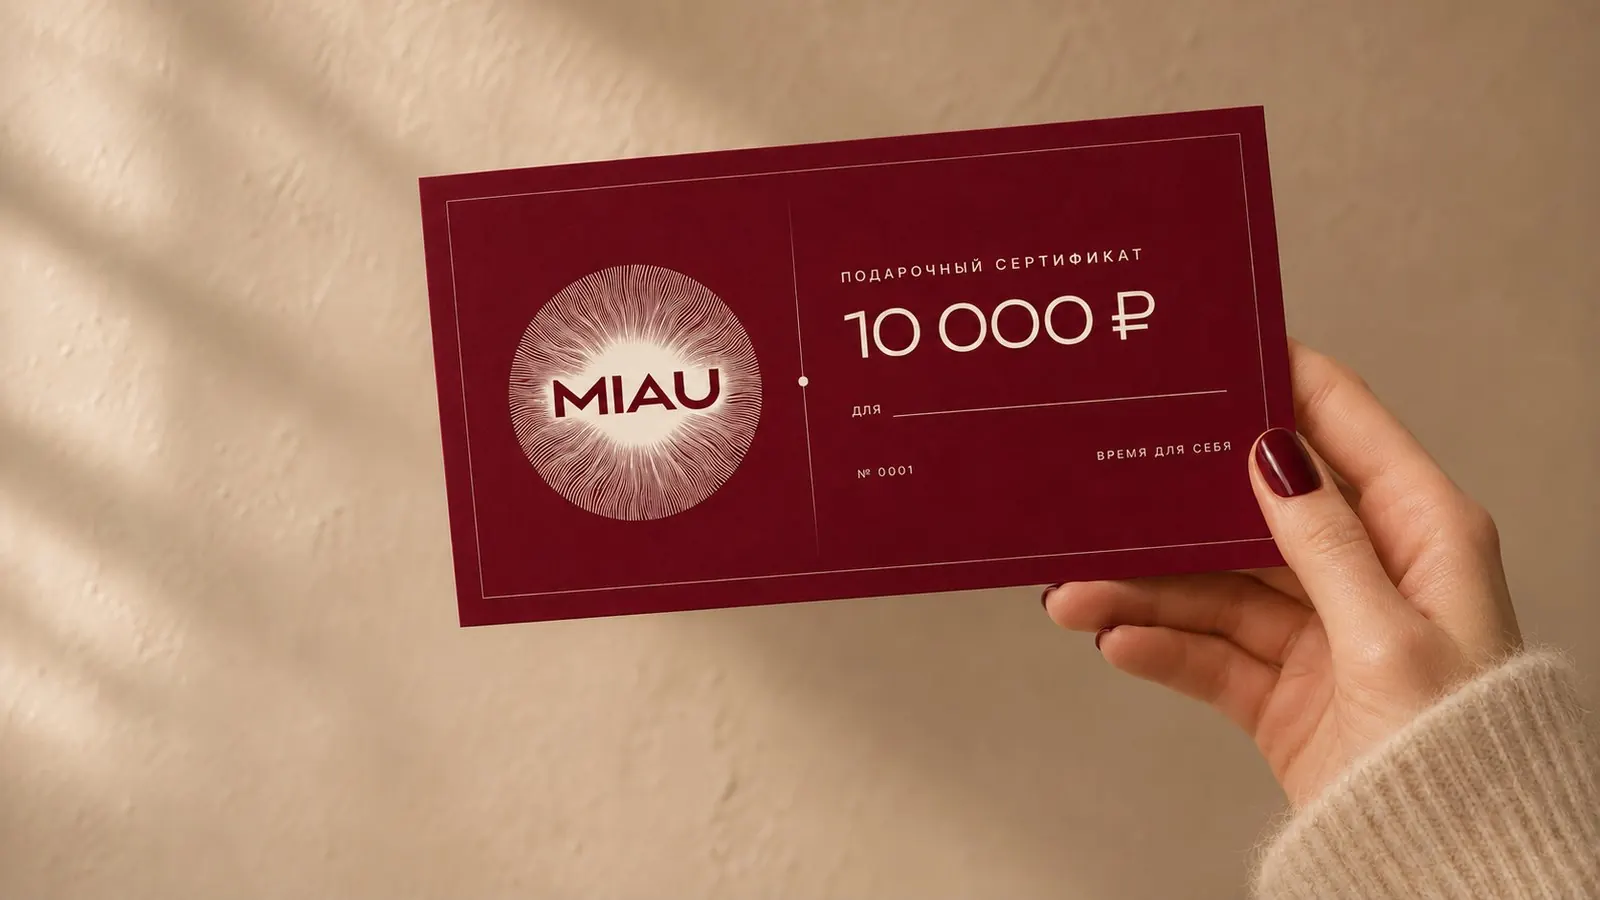 MIAU
ПОДАРОЧНЫЙ СЕРТИФИКАТ
10 000 ₽
ДЛЯ
№ 0001
ВРЕМЯ ДЛЯ СЕБЯ